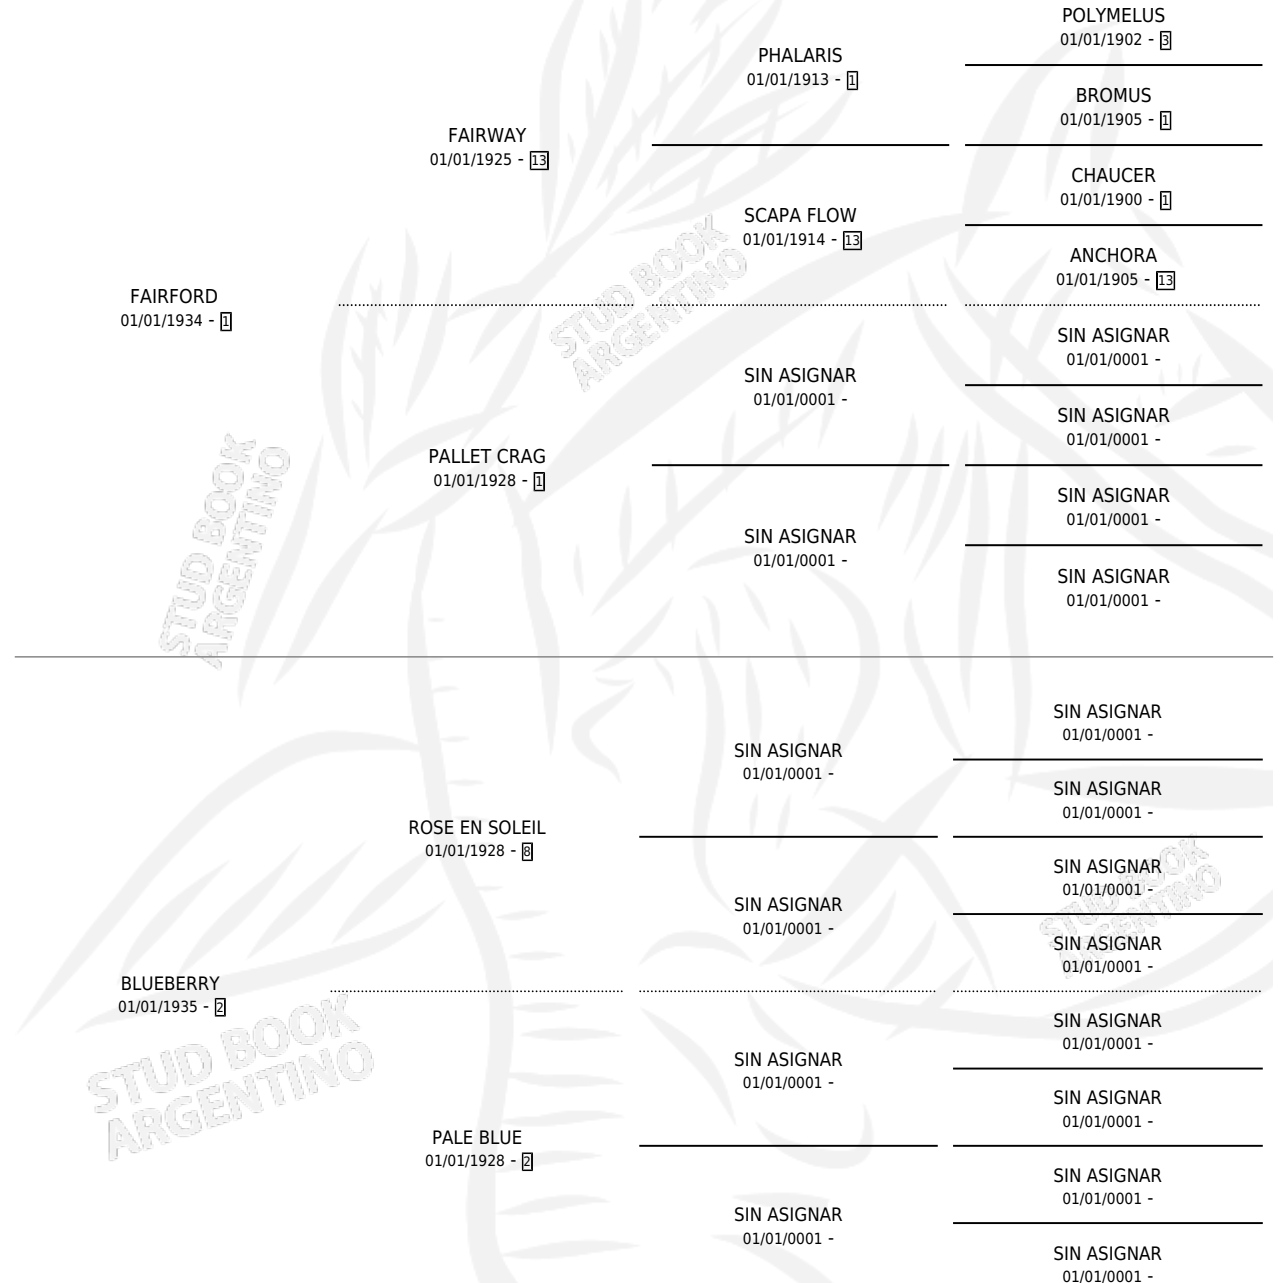 POLYMELUS
01/01/1902 - 3
PHALARIS
01/01/1913 - 1
BROMUS
01/01/1905 - 1
FAIRWAY
01/01/1925 - 13
CHAUCER
01/01/1900 - 1
SCAPA FLOW
01/01/1914 - 13
ANCHORA
01/01/1905 - 13
FAIRFORD
01/01/1934 - 1
SIN ASIGNAR
01/01/0001 -
SIN ASIGNAR
01/01/0001 -
SIN ASIGNAR
01/01/0001 -
PALLET CRAG
01/01/1928 - 1
SIN ASIGNAR
01/01/0001 -
SIN ASIGNAR
01/01/0001 -
SIN ASIGNAR
01/01/0001 -
STUD BOOK
ARGENTINO
STUD BOOK
ARGENTINO
SIN ASIGNAR
01/01/0001 -
SIN ASIGNAR
01/01/0001 -
SIN ASIGNAR
01/01/0001 -
ROSE EN SOLEIL
01/01/1928 - 8
SIN ASIGNAR
01/01/0001 -
SIN ASIGNAR
01/01/0001 -
SIN ASIGNAR
01/01/0001 -
BLUEBERRY
01/01/1935 - 2
SIN ASIGNAR
01/01/0001 -
SIN ASIGNAR
01/01/0001 -
SIN ASIGNAR
01/01/0001 -
PALE BLUE
01/01/1928 - 2
SIN ASIGNAR
01/01/0001 -
SIN ASIGNAR
01/01/0001 -
SIN ASIGNAR
01/01/0001 -
STUD BOOK
ARGENTINO
STUD BOOK
ARGENTINO